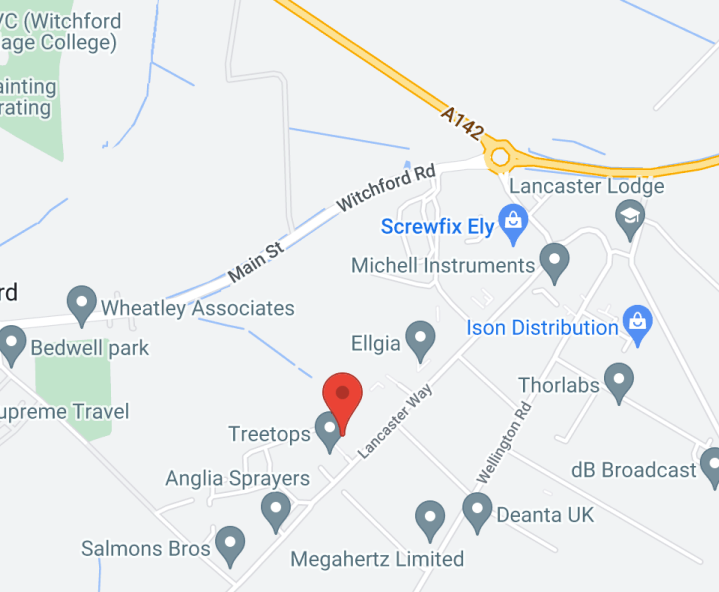 VC (Witchford
age College)
ainting
rating
A142
Witchford Rd
Lancaster Lodge
Screwfix Ely
Main St
Michell Instruments
rd
Wheatley Associates
Ison Distribution
Ellgia
Bedwell park
Thorlabs
upreme Travel
Lancaster Way
Treetops
Wellington Rd
dB Broadcast
Anglia Sprayers
Deanta UK
Salmons Bros
Megahertz Limited